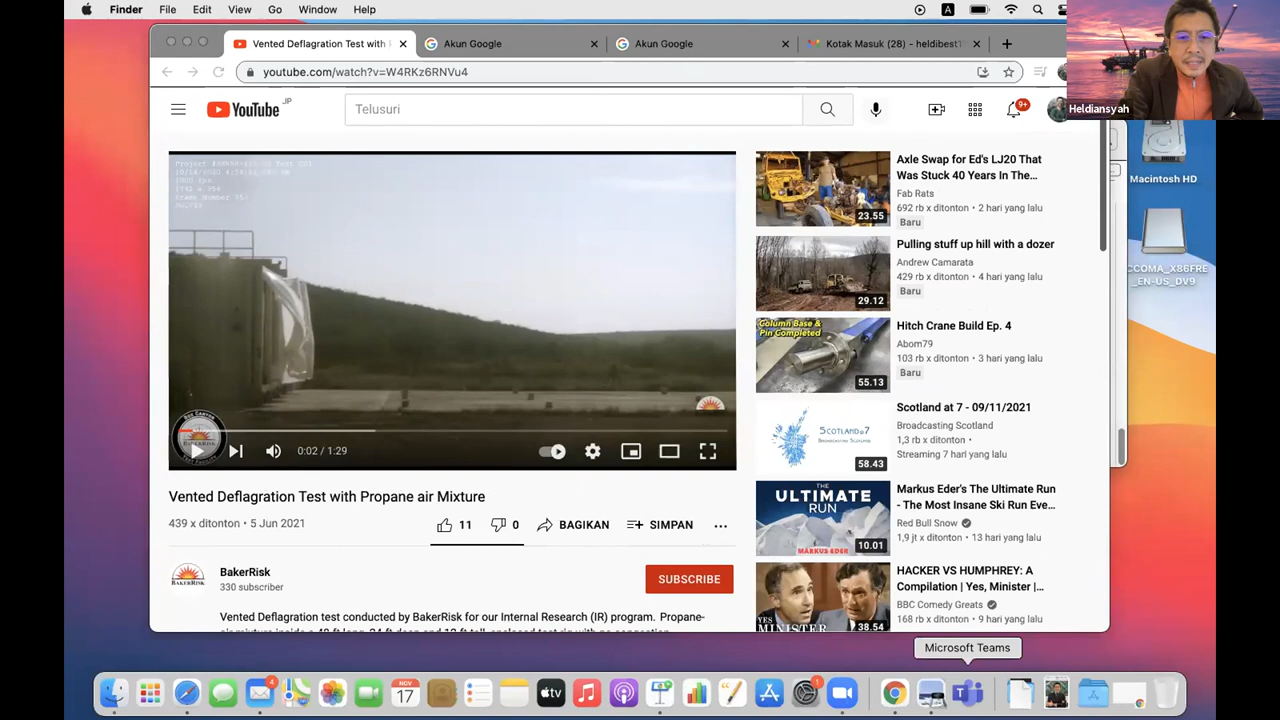 Finder File Edit View Go Window Help
Vented Deflagration Test with
Akun Google
Akun Google
Kotak Masuk (28) - heldibest1
youtube.com/watch?v=W4RKz6RNVu4
Heldiansyah
YouTube JP
Telusuri
9+
Macintosh HD
CCOMA_X86FRE
_EN-US_DV9
0:02 / 1:29
Vented Deflagration Test with Propane air Mixture
439 x ditonton • 5 Jun 2021
11 0 BAGIKAN SIMPAN
BakerRisk
330 subscriber
SUBSCRIBE
Vented Deflagration test conducted by BakerRisk for our Internal Research (IR) program. Propane-
Axle Swap for Ed's LJ20 That
Was Stuck 40 Years In The…
Fab Rats
692 rb x ditonton • 2 hari yang lalu
Baru
23.55
Pulling stuff up hill with a dozer
Andrew Camarata
429 rb x ditonton • 4 hari yang lalu
Baru
29.12
Column Base &
Pin Completed
Hitch Crane Build Ep. 4
Abom79
103 rb x ditonton • 3 hari yang lalu
Baru
55.13
SCOTLAND@7
BROADCASTING SCOTLAND
Scotland at 7 - 09/11/2021
Broadcasting Scotland
1,3 rb x ditonton •
Streaming 7 hari yang lalu
58.43
THE
ULTIMATE
RUN
MARKUS EDER
Markus Eder's The Ultimate Run
- The Most Insane Ski Run Eve…
Red Bull Snow
1,9 jt x ditonton • 13 hari yang lalu
10.01
YES
MINISTER
HACKER VS HUMPHREY: A
Compilation | Yes, Minister |…
BBC Comedy Greats
168 rb x ditonton • 9 hari yang lalu
38.54
Microsoft Teams
4
NOV
17
tv
1